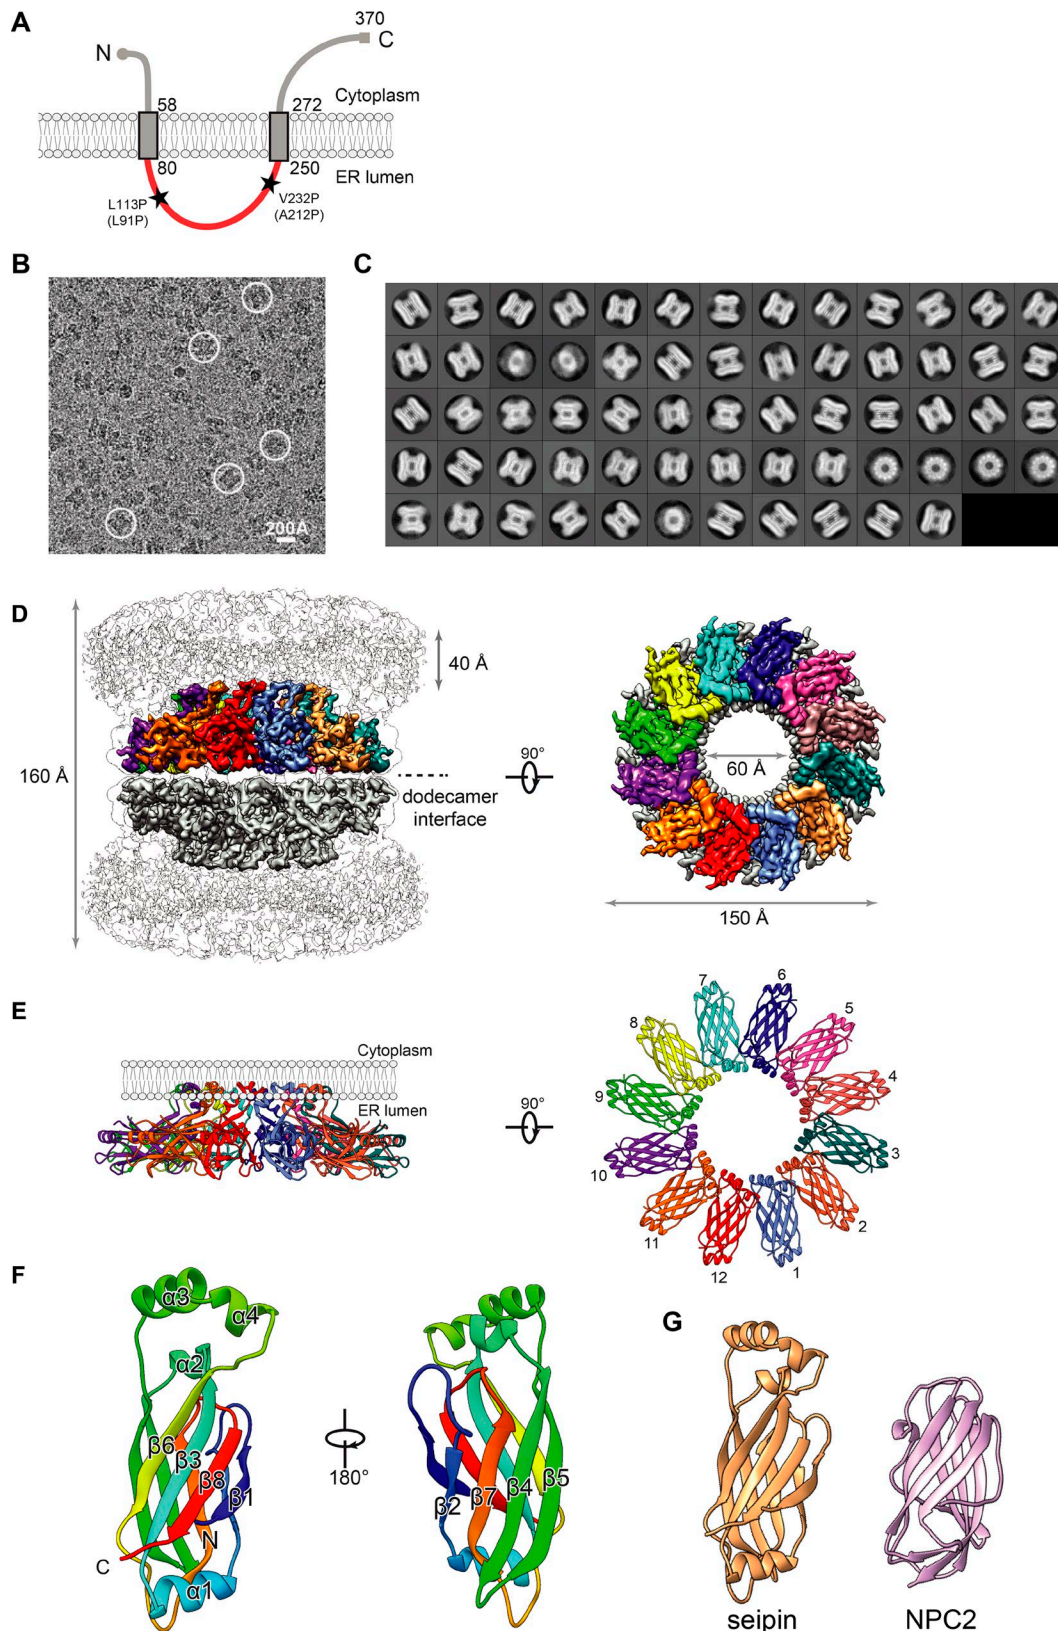 A
370
N
C
58
272
Cytoplasm
80
250
ER lumen
L113P
(L91P)
V232P
(A212P)
B
C
200Å
D
40 Å
160 Å
dodecamer
interface
90°
60 Å
150 Å
E
Cytoplasm
ER lumen
90°
7
6
8
5
9
4
10
3
11
2
12
1
F
α3
α4
α2
β6
β3
β8
β1
N
C
α1
180°
β5
β4
β7
β2
G
seipin
NPC2